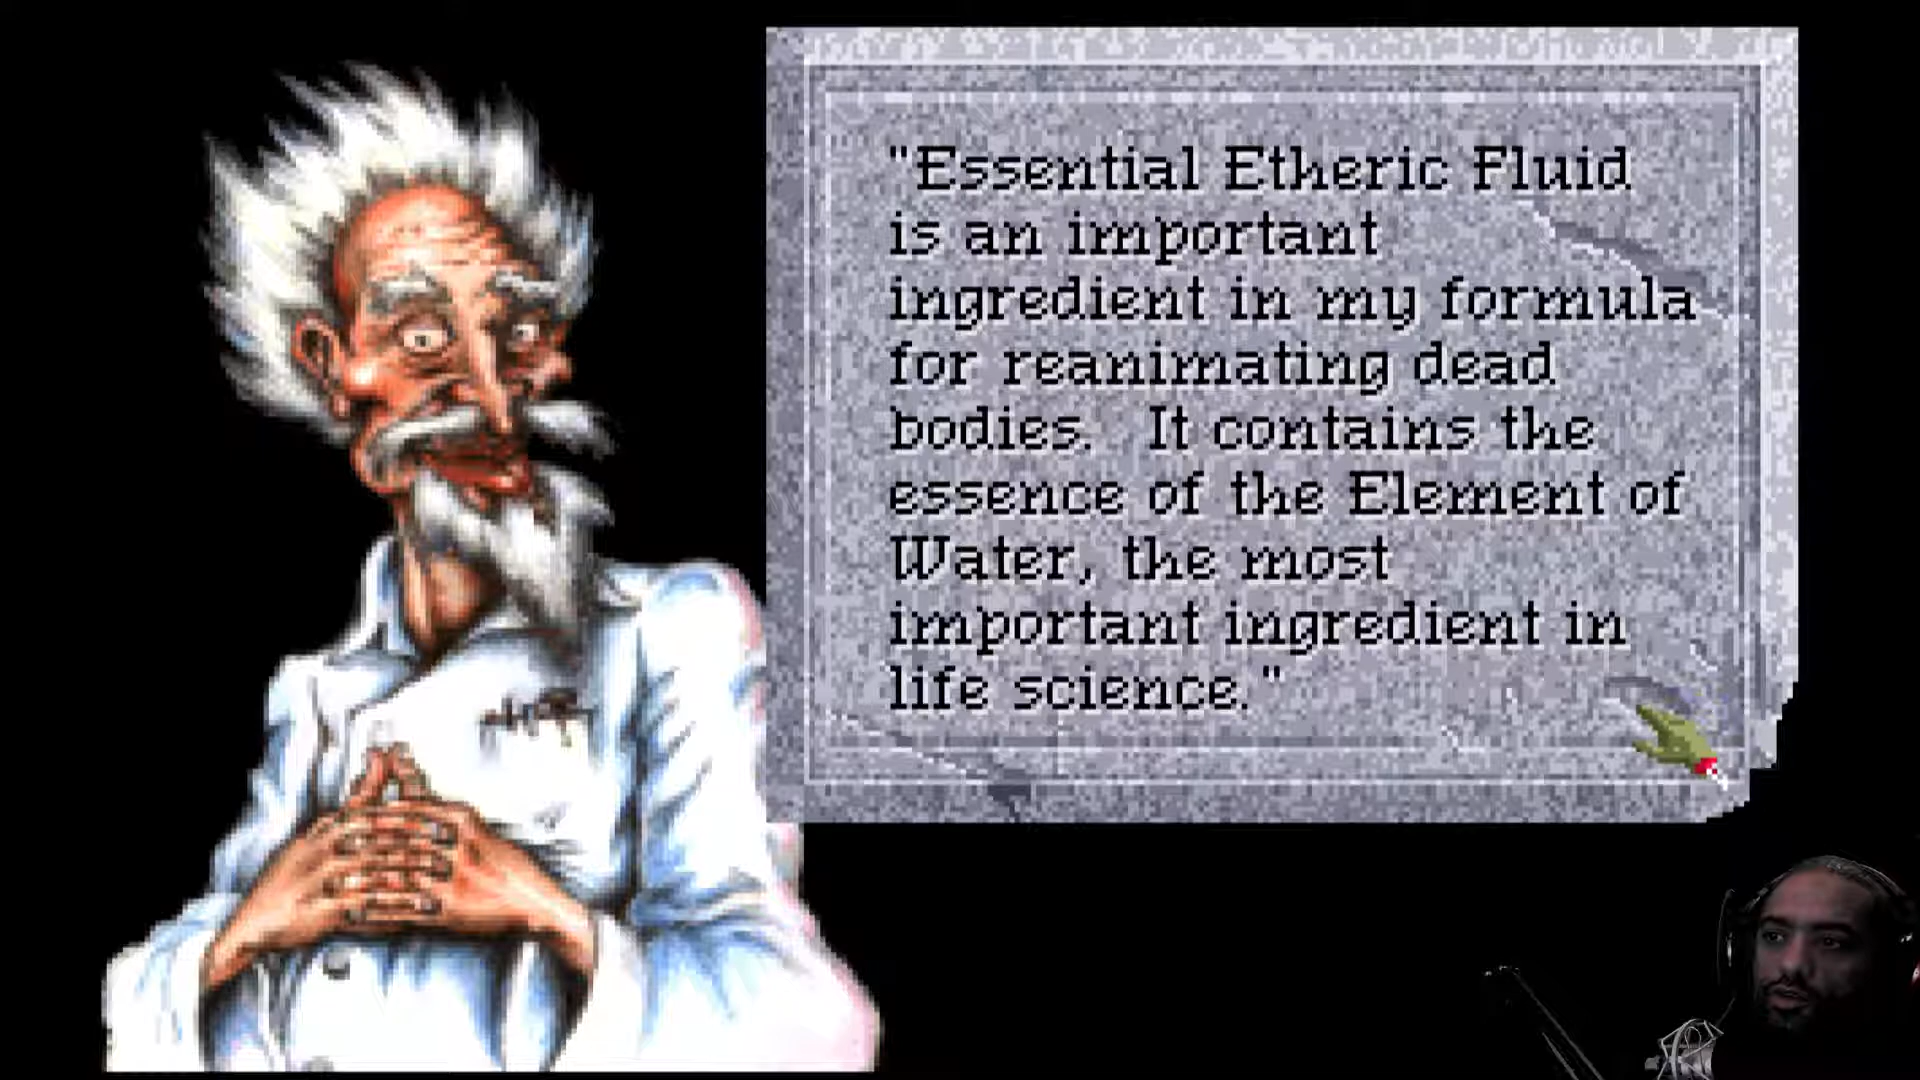 "Essential Etheric Fluid
is an important
ingredient in my formula
for reanimating dead
bodies.  It contains the
essence of the Element of
Water, the most
important ingredient in
life science."